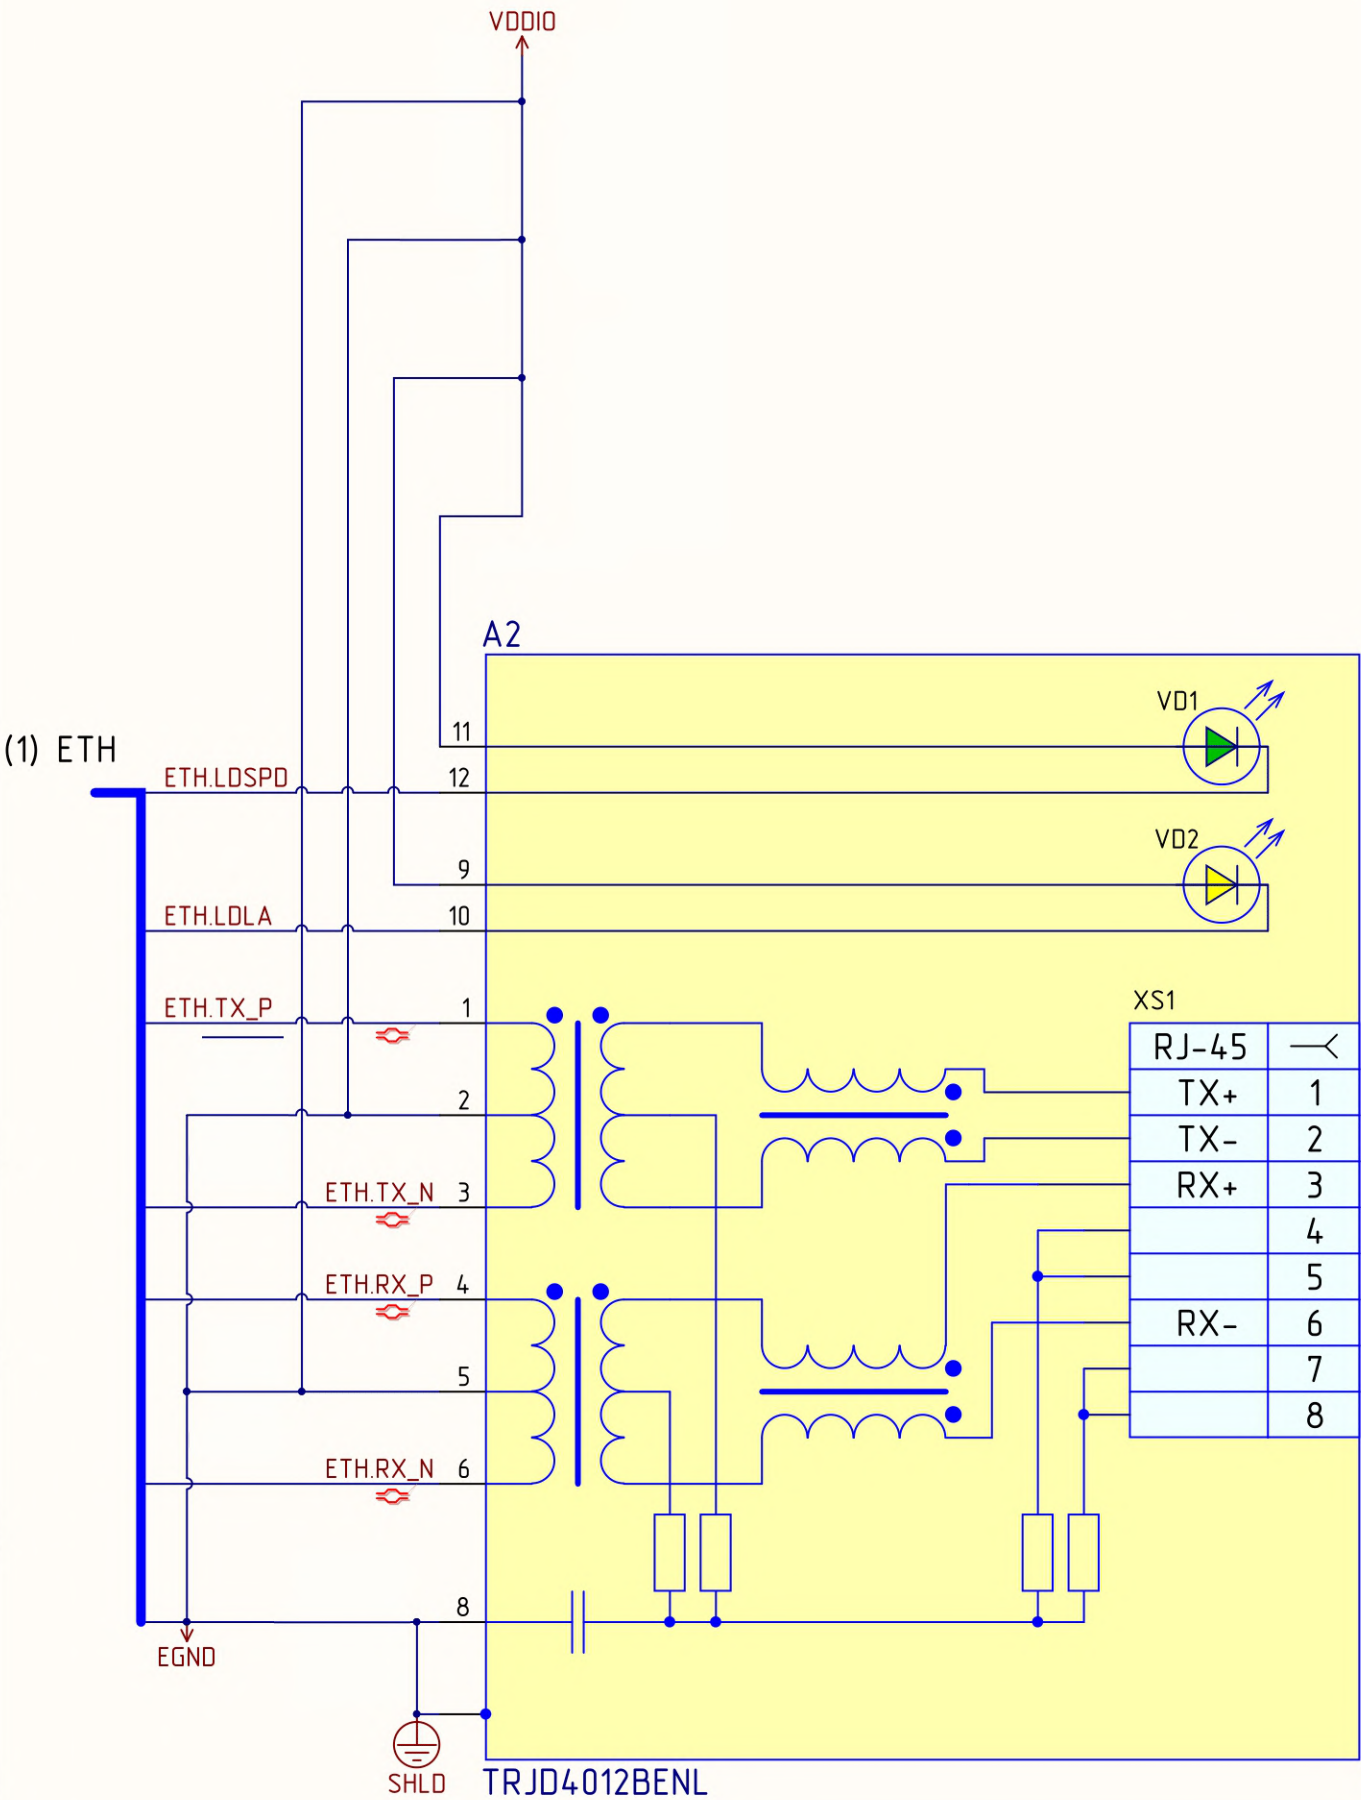 VDDIO
A2
VD1
11
(1) ETH
ETH.LDSPD
12
VD2
9
ETH.LDLA
10
XS1
ETH.TX_P
1
RJ-45
TX+ 1
2
TX- 2
ETH.TX_N
3
RX+ 3
4
ETH.RX_P
4
5
RX- 6
5
7
8
ETH.RX_N
6
8
EGND
SHLD
TRJD4012BENL